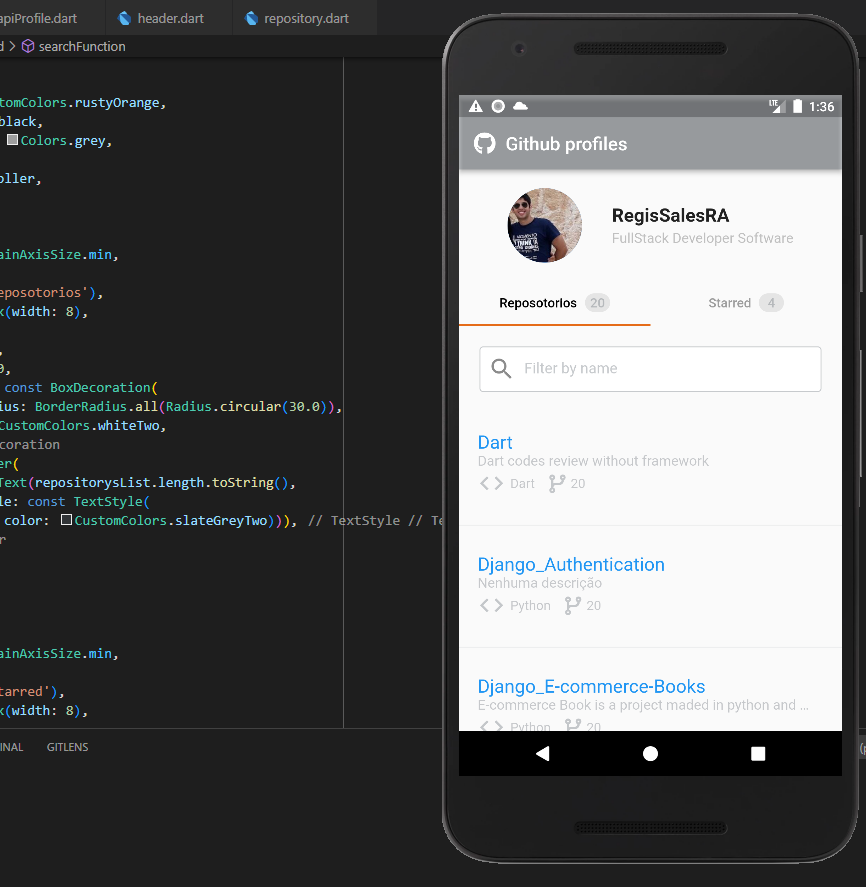 apiProfile.dart header.dart repository.dart
d > searchFunction
tomColors.rustyOrange,
black,
Colors.grey,
oller,
ainAxisSize.min,
eposotorios'),
x(width: 8),
,
0,
const BoxDecoration(
ius: BorderRadius.all(Radius.circular(30.0)),
CustomColors.whiteTwo,
coration
er(
Text(repositorysList.length.toString(),
le: const TextStyle(
color: CustomColors.slateGreyTwo))), // TextStyle // Te
r
ainAxisSize.min,
tarred'),
x(width: 8),
INAL GITLENS
LTE 1:36
Github profiles
RegisSalesRA
FullStack Developer Software
Reposotorios 20 Starred 4
Filter by name
Dart
Dart codes review without framework
Dart 20
Django_Authentication
Nenhuma descrição
Python 20
Django_E-commerce-Books
E-commerce Book is a project maded in python and ...
Python 20
(p